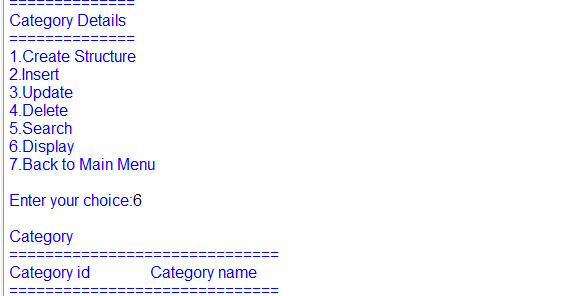 ==============
Category Details
==============
1.Create Structure
2.Insert
3.Update
4.Delete
5.Search
6.Display
7.Back to Main Menu
Enter your choice:6
Category
==============================
Category id Category name
==============================